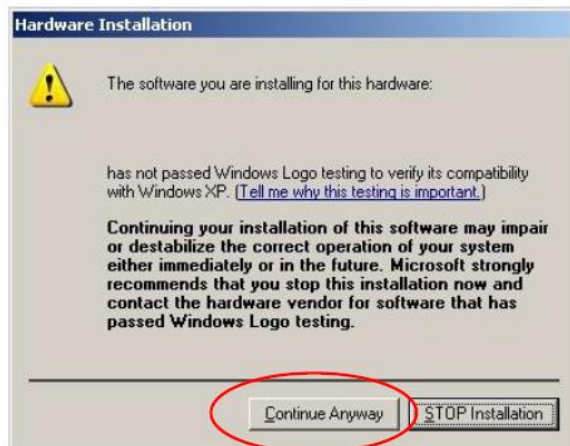 Hardware Installation
The software you are installing for this hardware:
has not passed Windows Logo testing to verify its compatibility
with Windows XP. (Tell me why this testing is important.)
Continuing your installation of this software may impair
or destabilize the correct operation of your system
either immediately or in the future. Microsoft strongly
recommends that you stop this installation now and
contact the hardware vendor for software that has
passed Windows Logo testing.
Continue Anyway STOP Installation